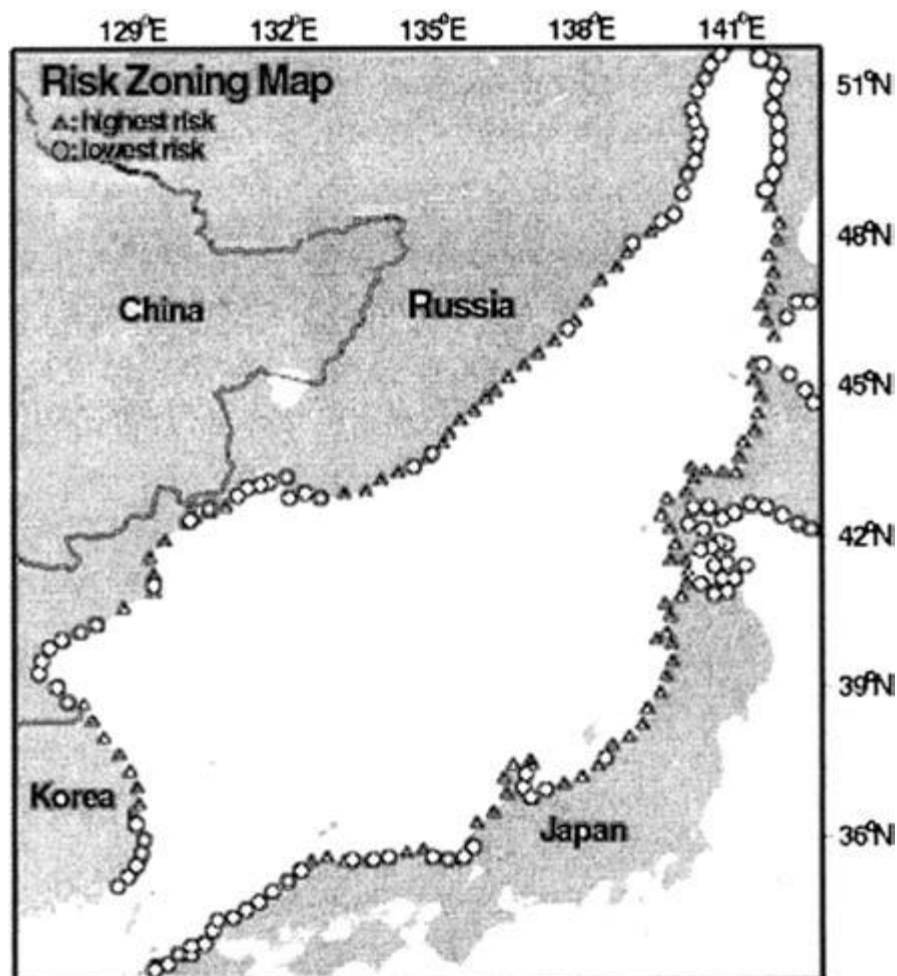 129°E 132°E 135°E 138°E 141°E
Risk Zoning Map
△: highest risk
○: lowest risk
51°N
48°N
China
Russia
45°N
42°N
39°N
Korea
Japan
36°N